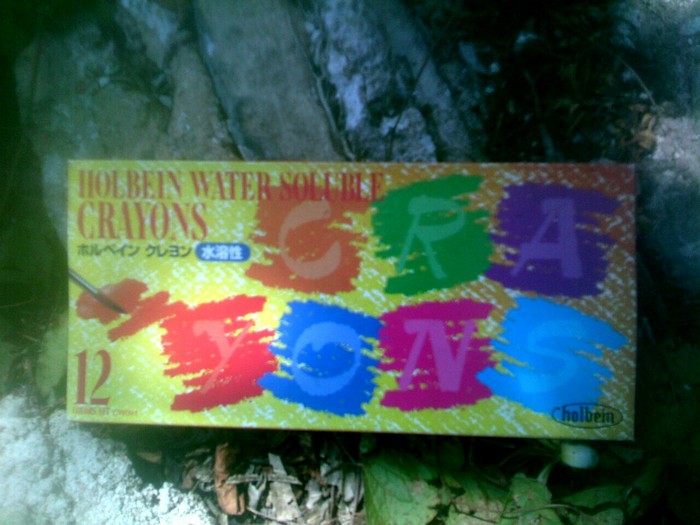 HOLBEIN WATER-SOLUBLE
CRAYONS
ホルベイン クレヨン 水溶性
CRA
YONS
12
holbein